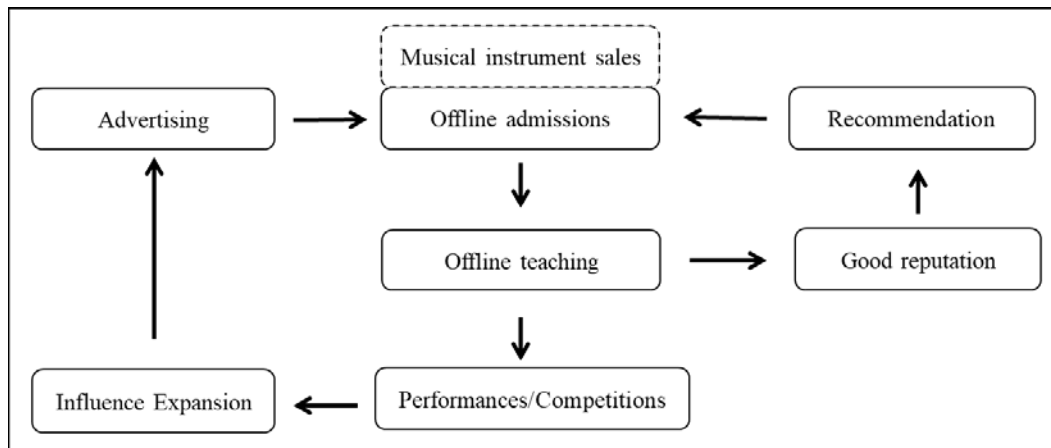 Musical instrument sales
Advertising
Offline admissions
Recommendation
Offline teaching
Good reputation
Influence Expansion
Performances/Competitions